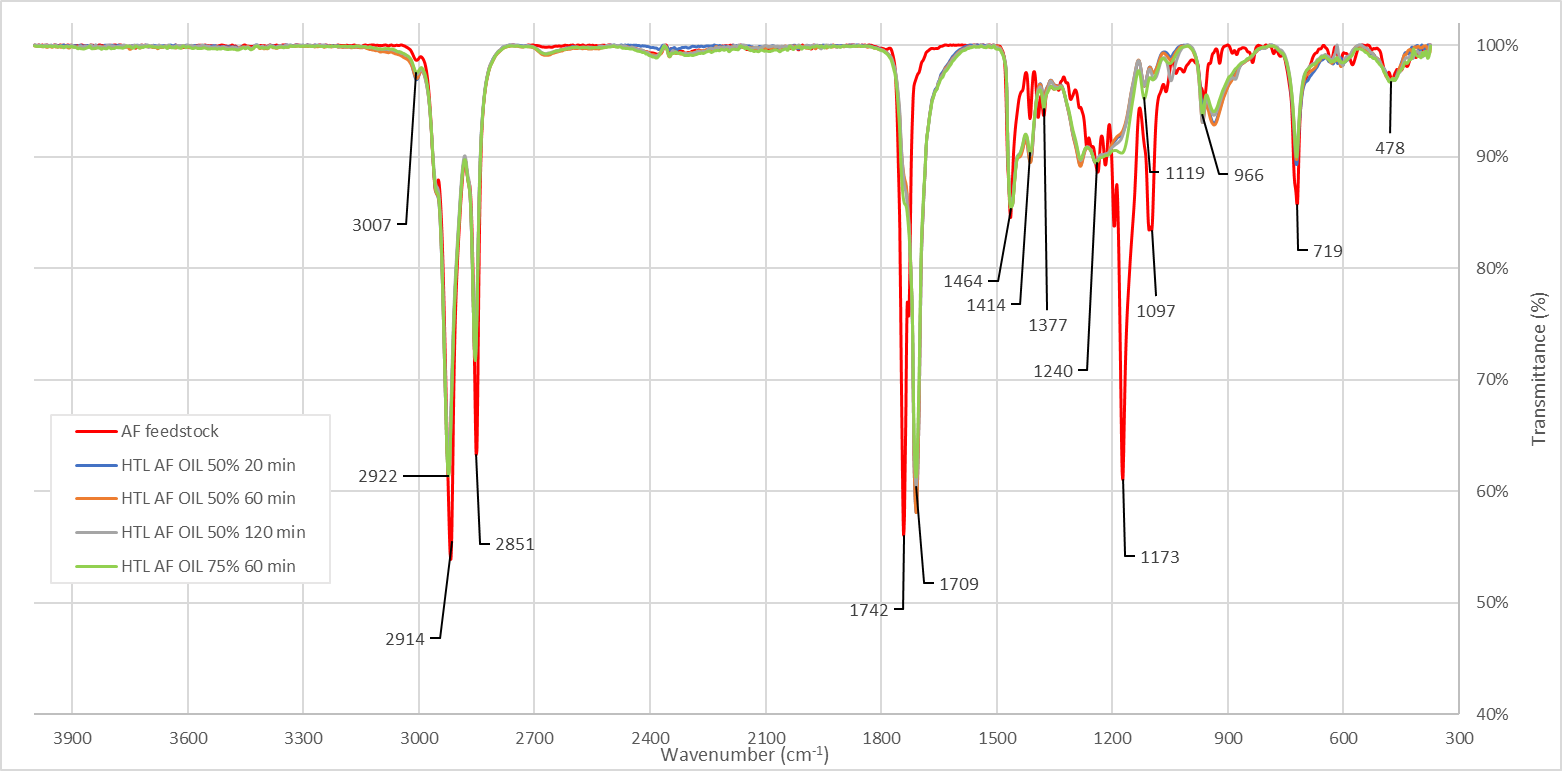 100%
90%
80%
70%
60%
50%
40%
Transmittance (%)
3007
2922
2914
2851
1742
1709
1464
1414
1377
1240
1173
1097
1119
966
719
478
AF feedstock
HTL AF OIL 50% 20 min
HTL AF OIL 50% 60 min
HTL AF OIL 50% 120 min
HTL AF OIL 75% 60 min
3900 3600 3300 3000 2700 2400 2100 1800 1500 1200 900 600 300
Wavenumber (cm⁻¹)